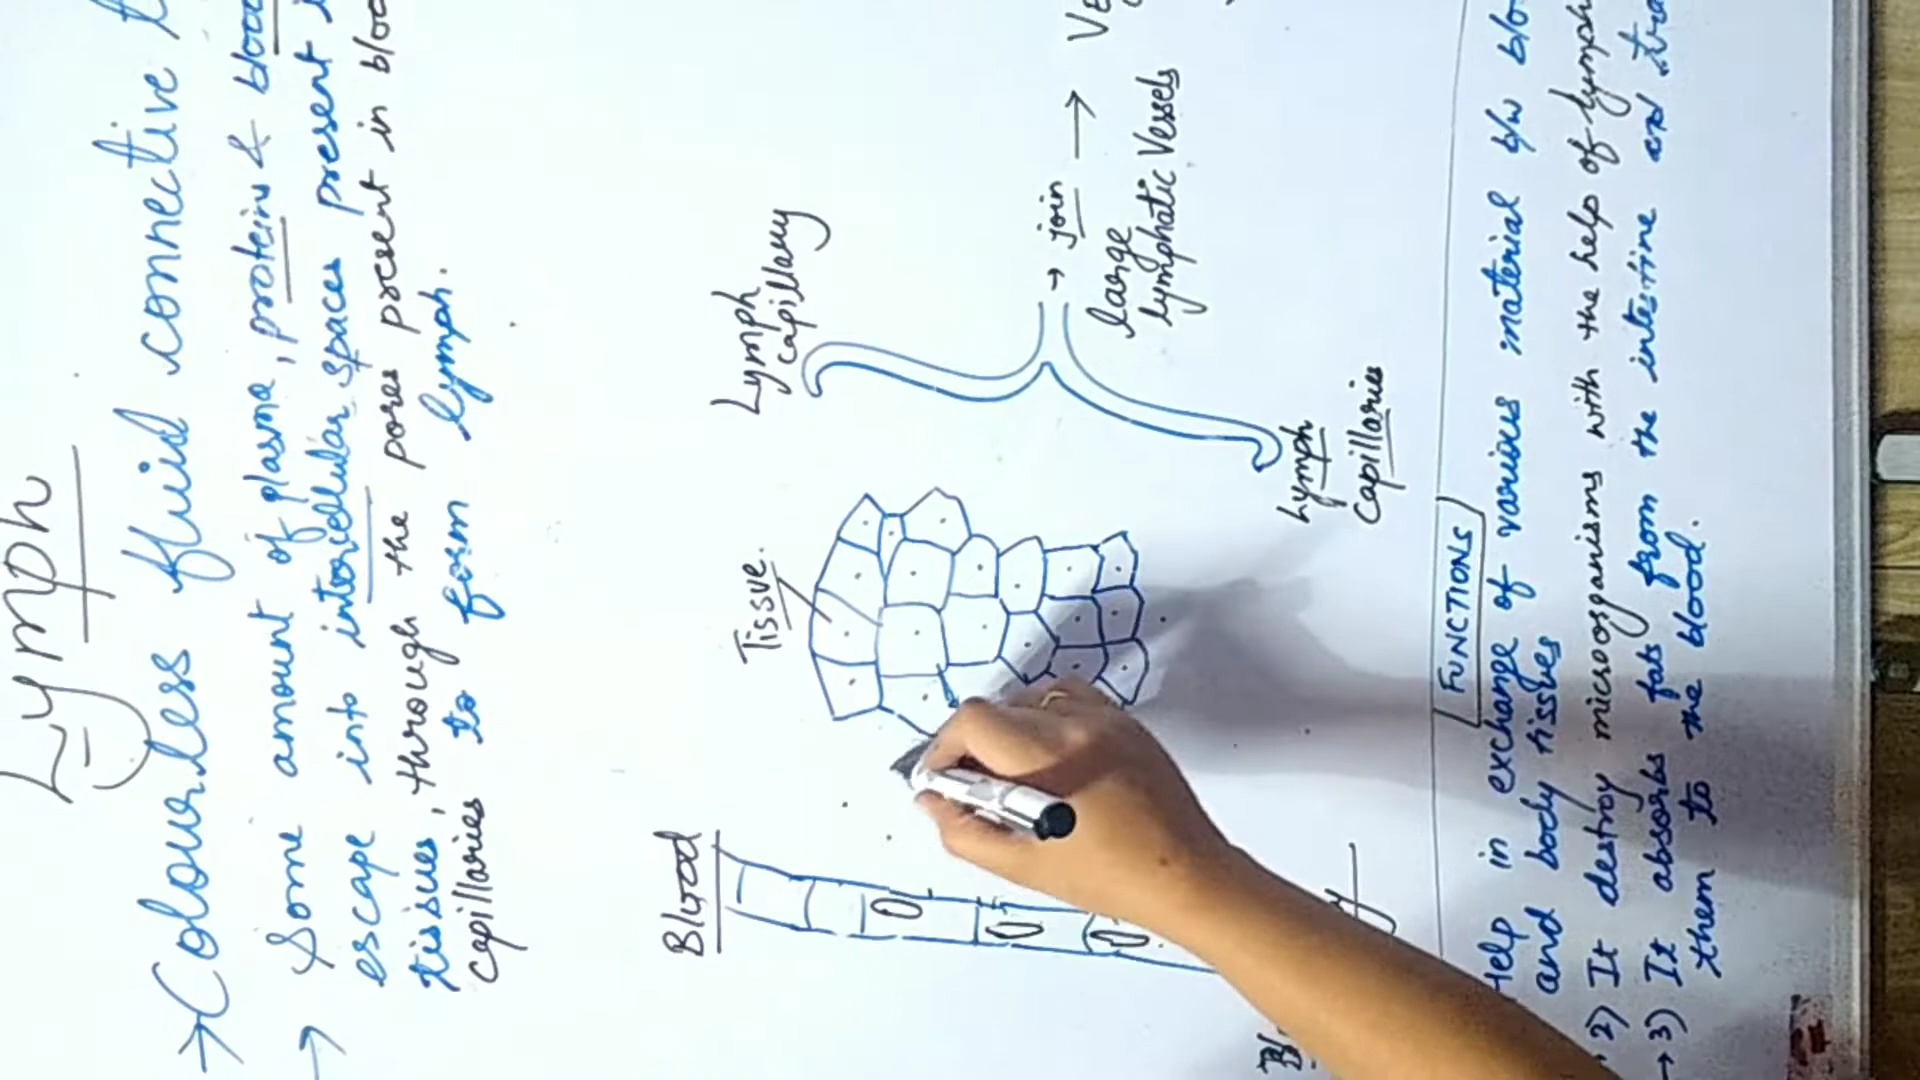 Lymph
→ Colourless fluid connective
→ Some amount of plasma, proteins & blood
escape into intercellular spaces present
tissues, through the pores present in bloo
capillaries to form lymph.
Blood
Tissue.
Lymph
capillary
→ join →
large
lymphatic Vessels
Lymph
Capillaries
FUNCTIONS
Help in exchange of various material b/w blo
and body tissues
2) It destroy microorganisms with the help of lymph
→ 3) It absorbs fats from the intestine and tra
them to the blood.